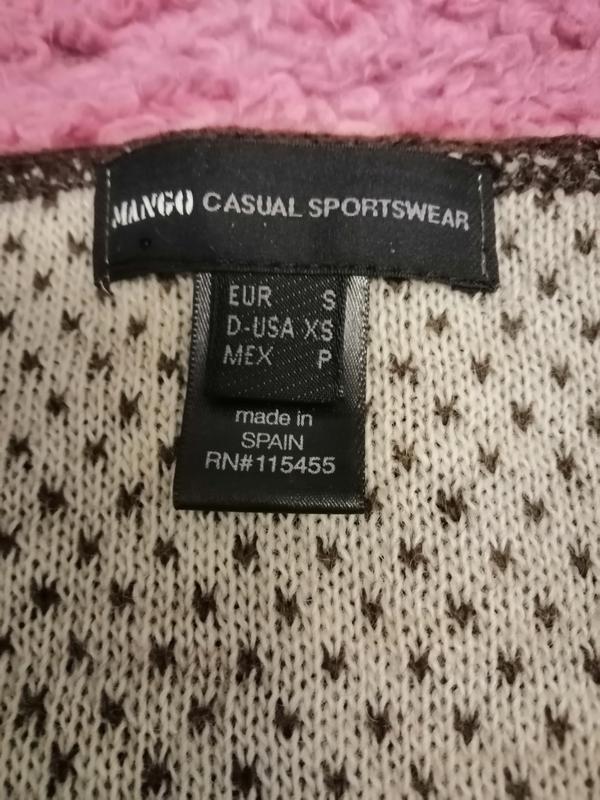 MANGO CASUAL SPORTSWEAR
EUR S
D-USA XS
MEX P
made in
SPAIN
RN#115455